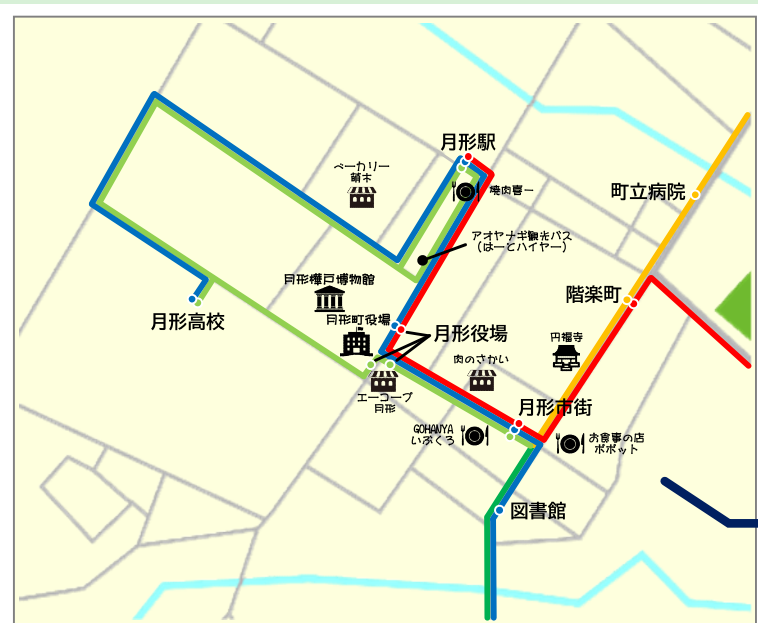 月形駅
ベーカリー
萠木
焼肉喜一
町立病院
アオヤナギ観光バス
(はーとハイヤー)
月形樺戸博物館
階楽町
月形高校
月形町役場
月形役場
円福寺
肉のさかい
エーコープ
月形
月形市街
GOHANYA
いぶくろ
お食事の店
ポポット
図書館